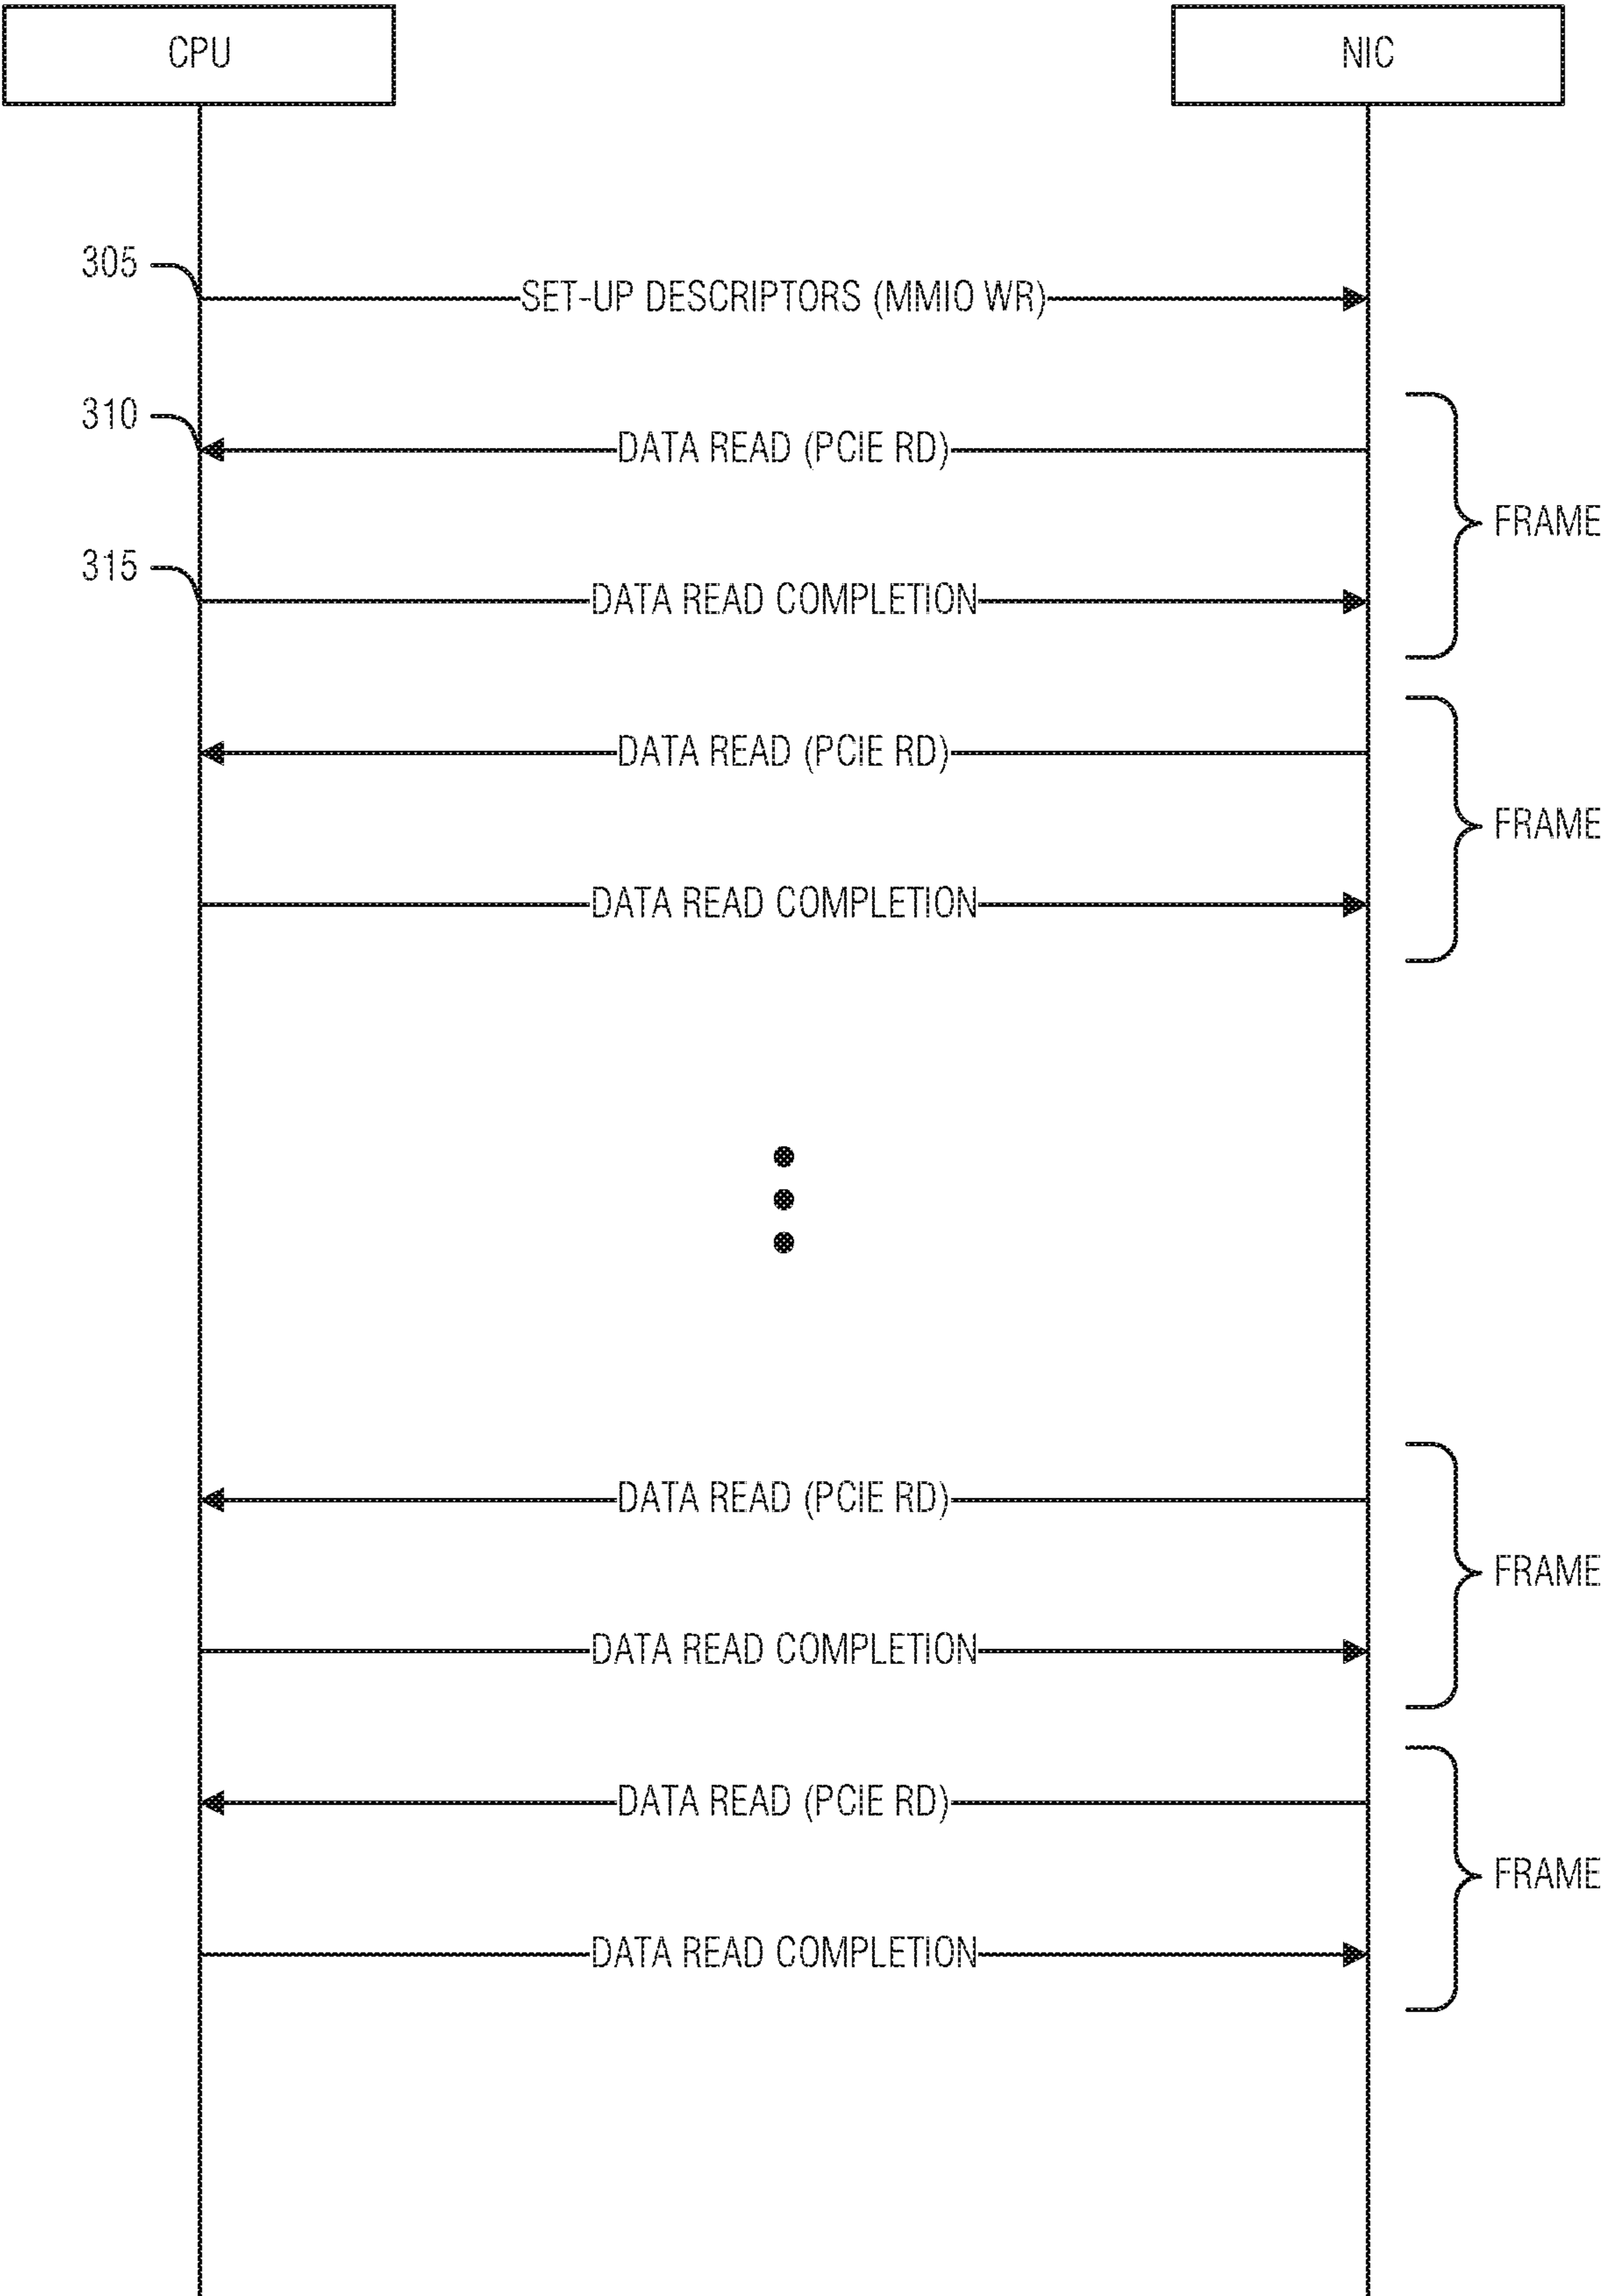 CPU
NIC
305
SET-UP DESCRIPTORS (MMIO WR)
310
DATA READ (PCIE RD)
FRAME
315
DATA READ COMPLETION
DATA READ (PCIE RD)
FRAME
DATA READ COMPLETION
DATA READ (PCIE RD)
FRAME
DATA READ COMPLETION
DATA READ (PCIE RD)
FRAME
DATA READ COMPLETION